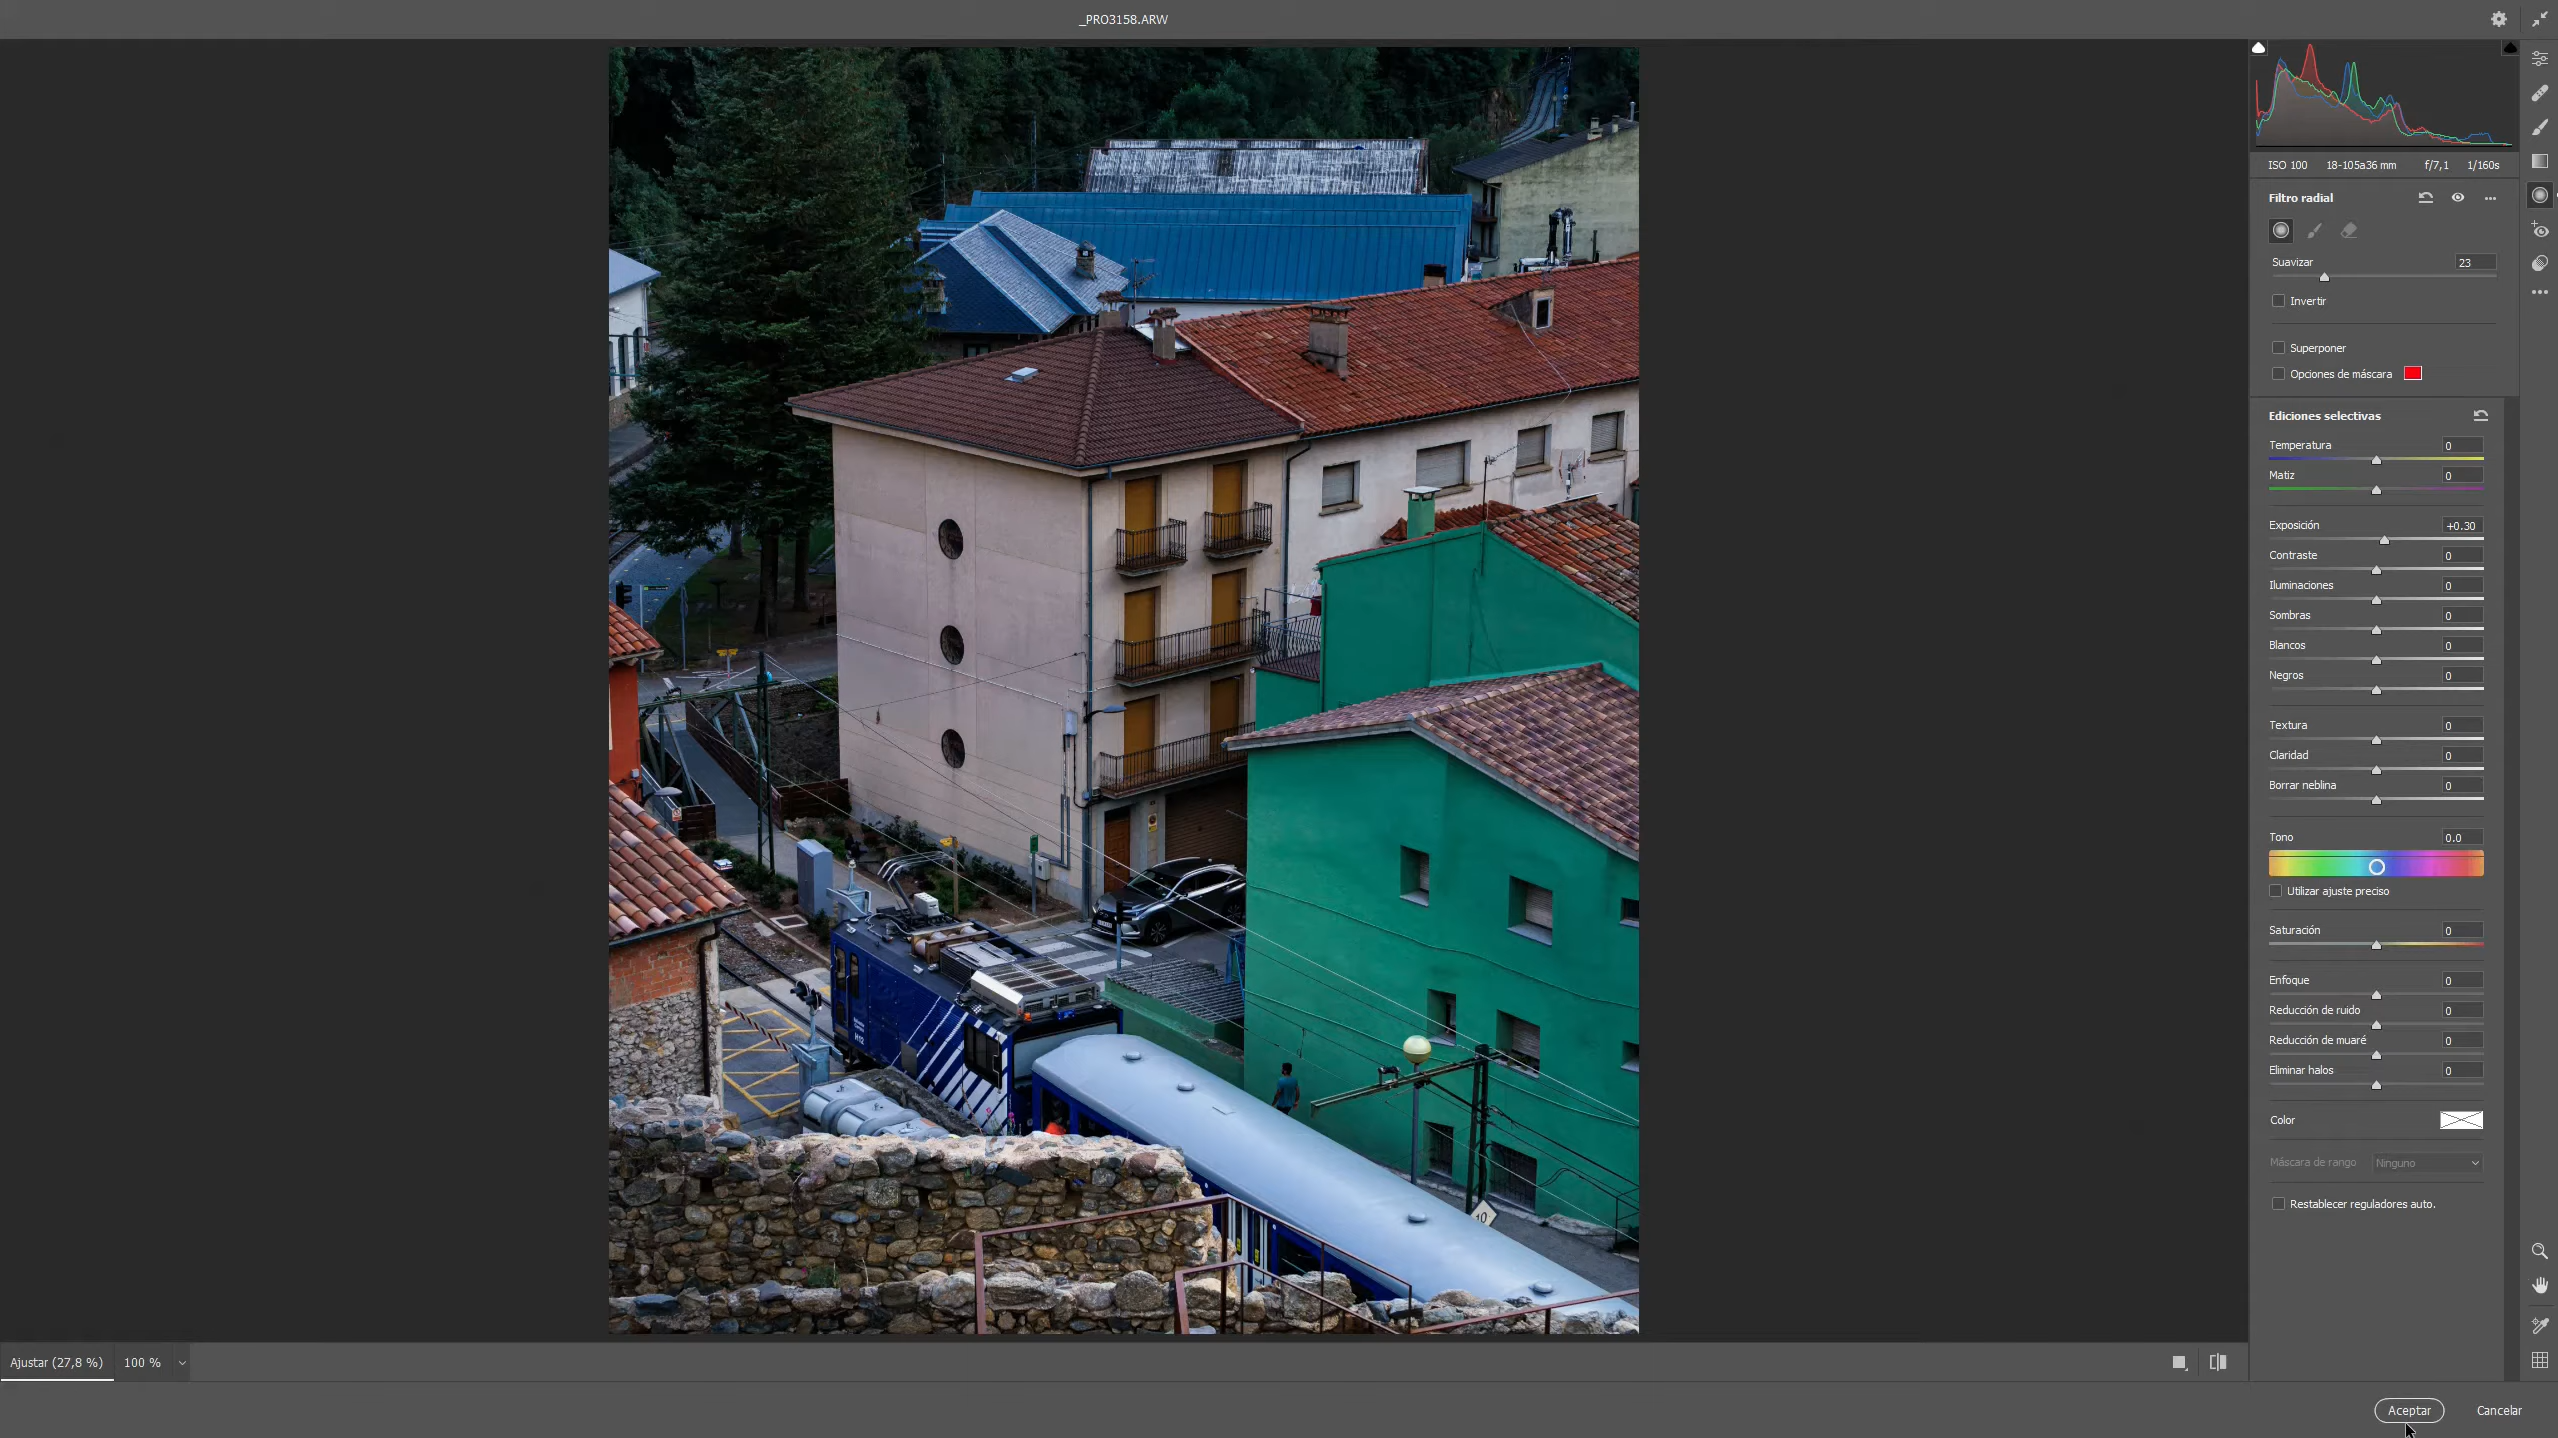 _PRO3158.ARW
ISO 100 18-105a36 mm f/7,1 1/160s
Filtro radial
Suavizar 23
Invertir
Superponer
Opciones de máscara
Ediciones selectivas
Temperatura 0
Matiz 0
Exposición +0.30
Contraste 0
Iluminaciones 0
Sombras 0
Blancos 0
Negros 0
Textura 0
Claridad 0
Borrar neblina 0
Tono 0.0
Utilizar ajuste preciso
Saturación 0
Enfoque 0
Reducción de ruido 0
Reducción de muaré 0
Eliminar halos 0
Color
Máscara de rango Ninguno
Restablecer reguladores auto.
H12
10
Ajustar (27,8 %) 100 %
Aceptar Cancelar